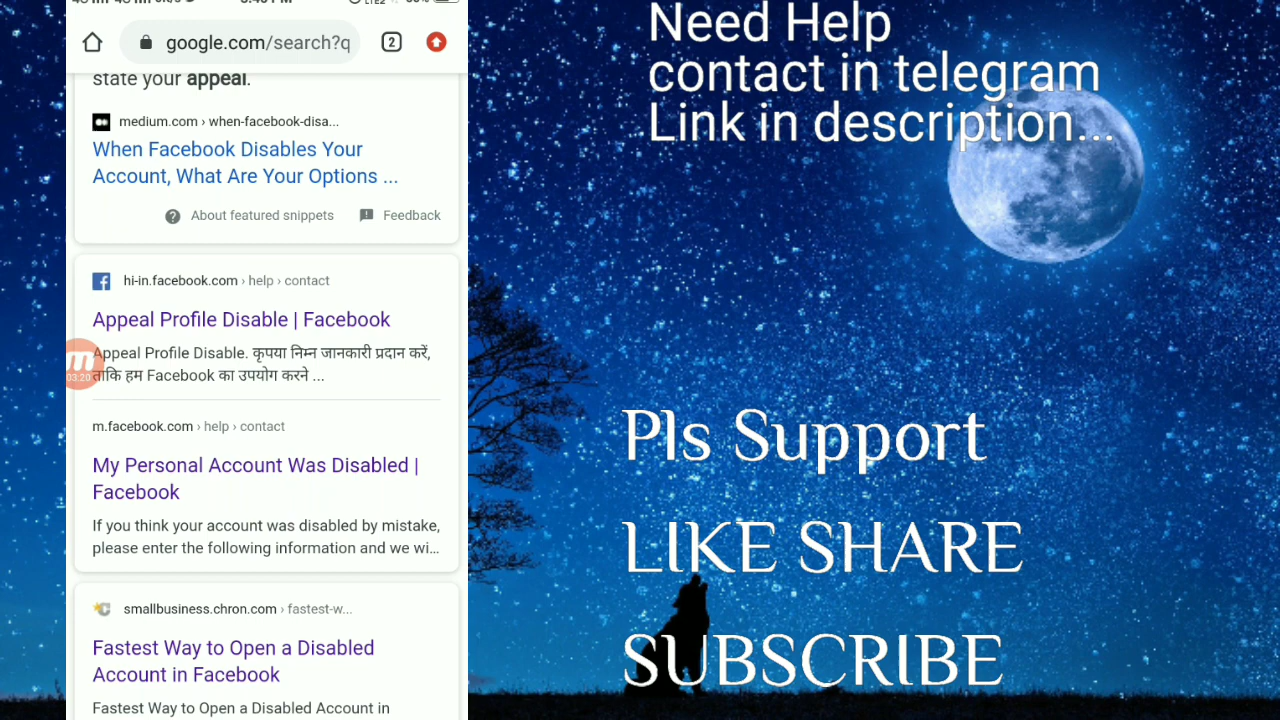 google.com/search?q
2
state your appeal.
medium.com › when-facebook-disa...
When Facebook Disables Your
Account, What Are Your Options ...
About featured snippets
Feedback
hi-in.facebook.com › help › contact
Appeal Profile Disable | Facebook
Appeal Profile Disable. कृपया निम्न जानकारी प्रदान करें,
ताकि हम Facebook का उपयोग करने ...
03:20
m.facebook.com › help › contact
My Personal Account Was Disabled |
Facebook
If you think your account was disabled by mistake,
please enter the following information and we wi...
smallbusiness.chron.com › fastest-w...
Fastest Way to Open a Disabled
Account in Facebook
Fastest Way to Open a Disabled Account in
Need Help
contact in telegram
Link in description...
Pls Support
LIKE SHARE
SUBSCRIBE